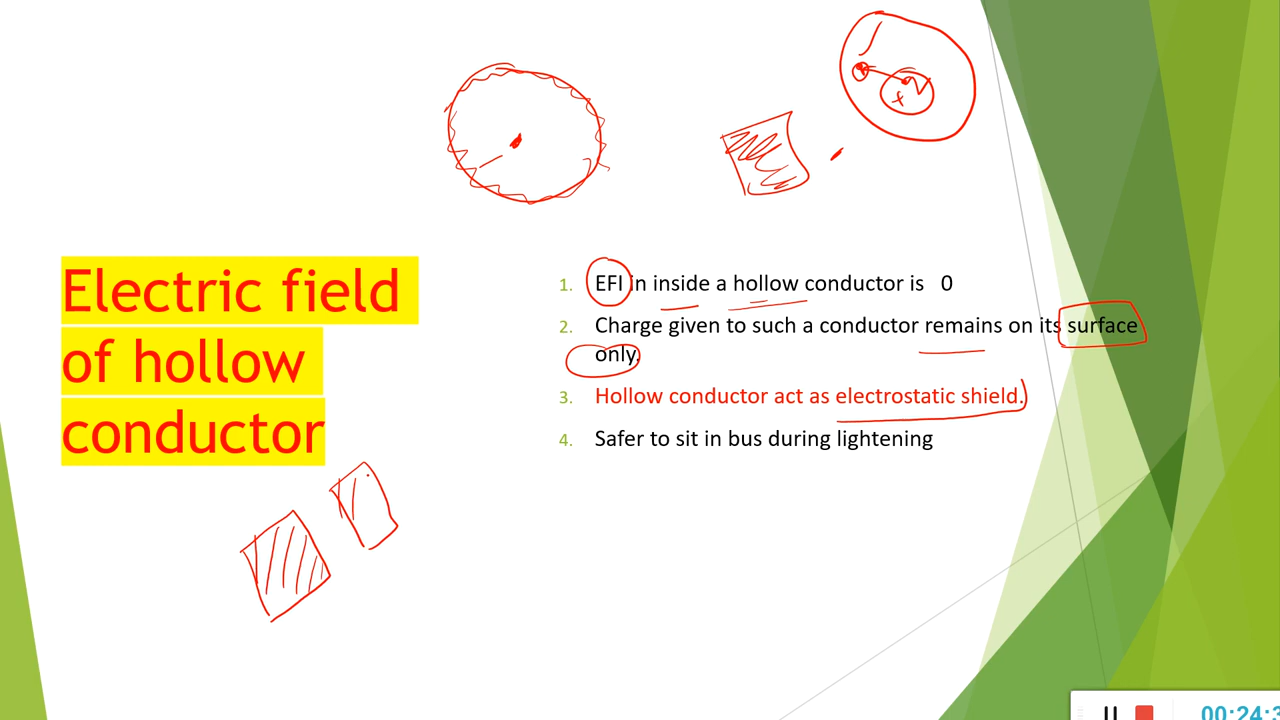 Electric field
of hollow
conductor
1. EFI in inside a hollow conductor is 0
2. Charge given to such a conductor remains on its surface
only.
3. Hollow conductor act as electrostatic shield.
4. Safer to sit in bus during lightening
+